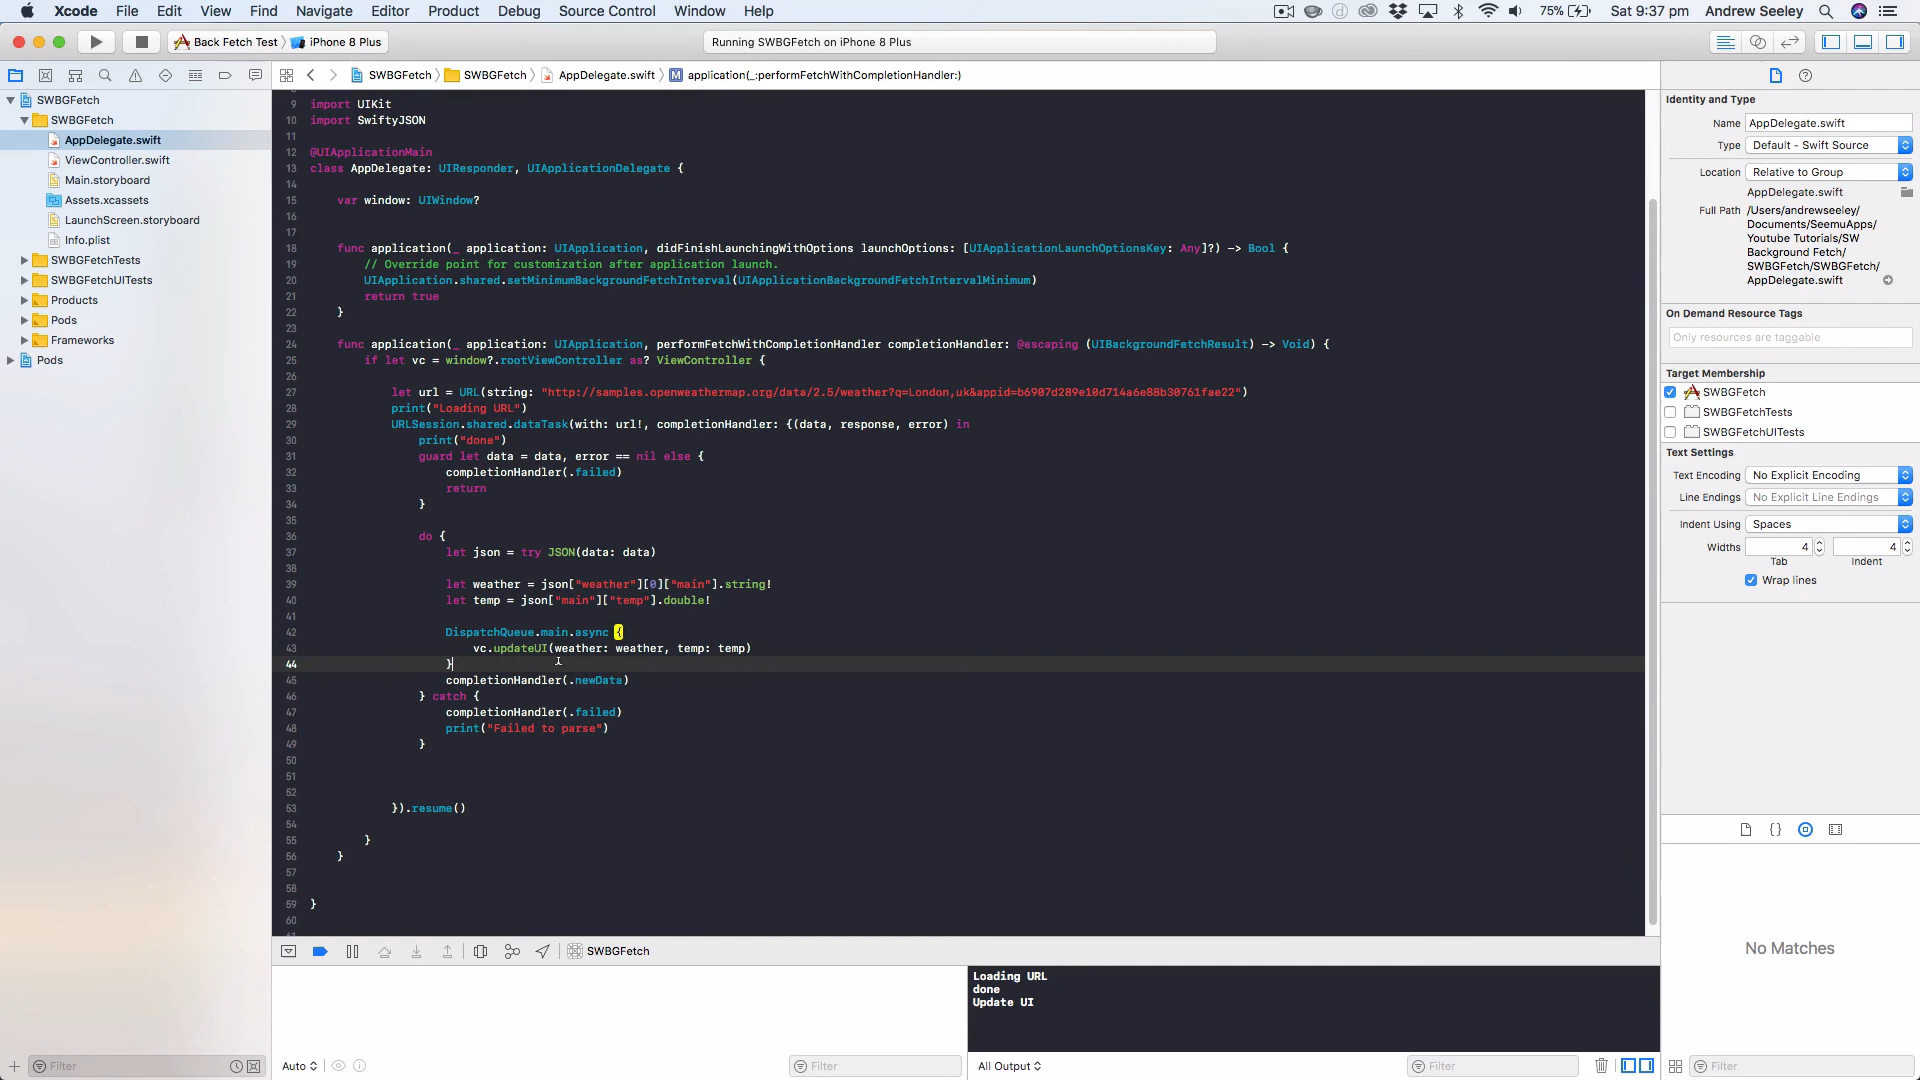 Xcode File Edit View Find Navigate Editor Product Debug Source Control Window Help 75% Sat 9:37 pm Andrew Seeley
Back Fetch Test iPhone 8 Plus Running SWBGFetch on iPhone 8 Plus
SWBGFetch SWBGFetch AppDelegate.swift M application(_:performFetchWithCompletionHandler:)
SWBGFetch
SWBGFetch
AppDelegate.swift
ViewController.swift
Main.storyboard
Assets.xcassets
LaunchScreen.storyboard
Info.plist
SWBGFetchTests
SWBGFetchUITests
Products
Pods
Frameworks
Pods
Filter
9 import UIKit
10 import SwiftyJSON
11
12 @UIApplicationMain
13 class AppDelegate: UIResponder, UIApplicationDelegate {
14
15 var window: UIWindow?
16
17
18 func application(_ application: UIApplication, didFinishLaunchingWithOptions launchOptions: [UIApplicationLaunchOptionsKey: Any]?) -> Bool {
19 // Override point for customization after application launch.
20 UIApplication.shared.setMinimumBackgroundFetchInterval(UIApplicationBackgroundFetchIntervalMinimum)
21 return true
22 }
23
24 func application(_ application: UIApplication, performFetchWithCompletionHandler completionHandler: @escaping (UIBackgroundFetchResult) -> Void) {
25 if let vc = window?.rootViewController as? ViewController {
26
27 let url = URL(string: "http://samples.openweathermap.org/data/2.5/weather?q=London,uk&appid=b6907d289e10d714a6e88b30761fae22")
28 print("Loading URL")
29 URLSession.shared.dataTask(with: url!, completionHandler: {(data, response, error) in
30 print("done")
31 guard let data = data, error == nil else {
32 completionHandler(.failed)
33 return
34 }
35
36 do {
37 let json = try JSON(data: data)
38
39 let weather = json["weather"][0]["main"].string!
40 let temp = json["main"]["temp"].double!
41
42 DispatchQueue.main.async {
43 vc.updateUI(weather: weather, temp: temp)
44 }
45 completionHandler(.newData)
46 } catch {
47 completionHandler(.failed)
48 print("Failed to parse")
49 }
50
51
52
53 }).resume()
54
55 }
56 }
57
58
59 }
60
SWBGFetch
Auto Filter
Loading URL
done
Update UI
All Output Filter
Identity and Type
Name AppDelegate.swift
Type Default - Swift Source
Location Relative to Group
AppDelegate.swift
Full Path /Users/andrewseeley/
Documents/SeemuApps/
Youtube Tutorials/SW
Background Fetch/
SWBGFetch/SWBGFetch/
AppDelegate.swift
On Demand Resource Tags
Only resources are taggable
Target Membership
SWBGFetch
SWBGFetchTests
SWBGFetchUITests
Text Settings
Text Encoding No Explicit Encoding
Line Endings No Explicit Line Endings
Indent Using Spaces
Widths 4 4
Tab Indent
Wrap lines
No Matches
Filter